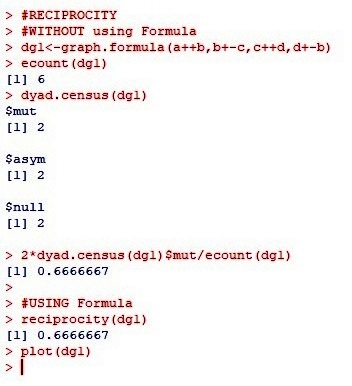 > #RECIPROCITY
> #WITHOUT using Formula
> dg1<-graph.formula(a++b,b+-c,c++d,d+-b)
> ecount(dg1)
[1] 6
> dyad.census(dg1)
$mut
[1] 2
$asym
[1] 2
$null
[1] 2
> 2*dyad.census(dg1)$mut/ecount(dg1)
[1] 0.6666667
>
> #USING Formula
> reciprocity(dg1)
[1] 0.6666667
> plot(dg1)
>